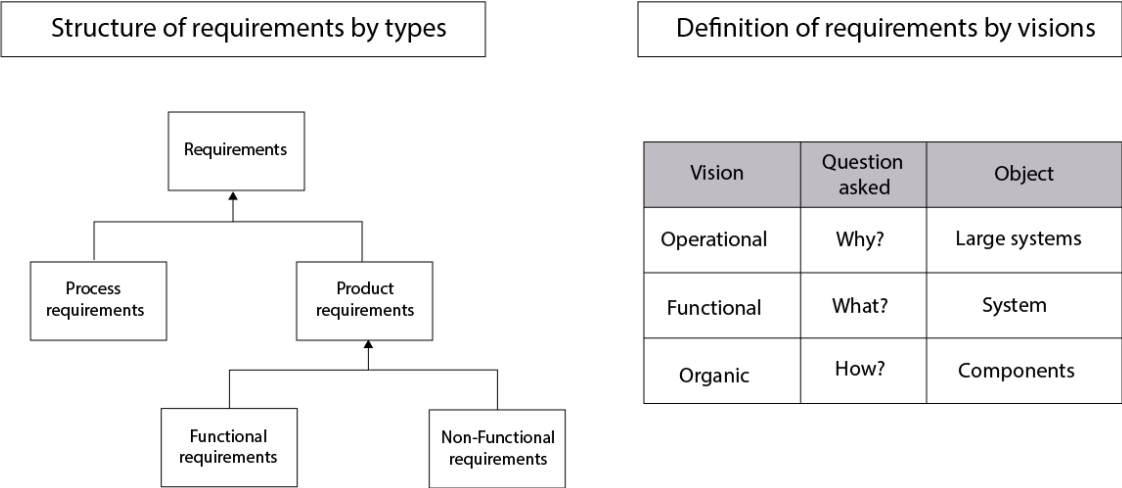 Structure of requirements by types
Definition of requirements by visions
Requirements
Process
requirements
Product
requirements
Functional
requirements
Non-Functional
requirements
Vision
Question
asked
Object
Operational
Why?
Large systems
Functional
What?
System
Organic
How?
Components